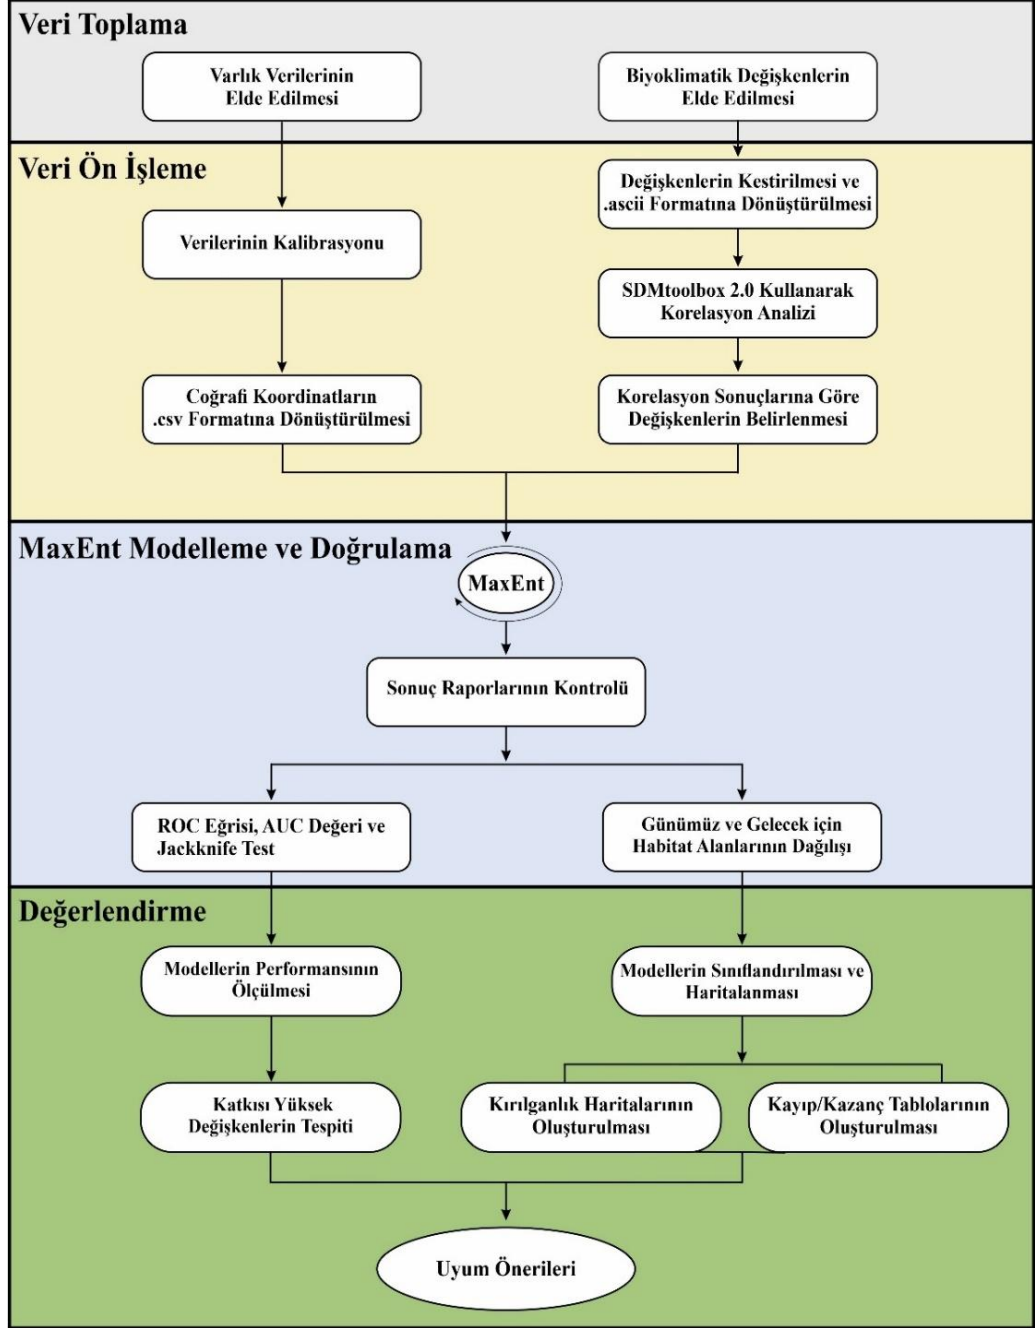 Veri Toplama
Varlık Verilerinin
Elde Edilmesi
Biyoklimatik Değişkenlerin
Elde Edilmesi
Veri Ön İşleme
Verilerinin Kalibrasyonu
Coğrafi Koordinatların
.csv Formatına Dönüştürülmesi
Değişkenlerin Kestirilmesi ve
.ascii Formatına Dönüştürülmesi
SDMtoolbox 2.0 Kullanarak
Korelasyon Analizi
Korelasyon Sonuçlarına Göre
Değişkenlerin Belirlenmesi
MaxEnt Modelleme ve Doğrulama
MaxEnt
Sonuç Raporlarının Kontrolü
ROC Eğrisi, AUC Değeri ve
Jackknife Test
Günümüz ve Gelecek için
Habitat Alanlarının Dağılışı
Değerlendirme
Modellerin Performansının
Ölçülmesi
Modellerin Sınıflandırılması ve
Haritalanması
Katkısı Yüksek
Değişkenlerin Tespiti
Kırılganlık Haritalarının
Oluşturulması
Kayıp/Kazanç Tablolarının
Oluşturulması
Uyum Önerileri